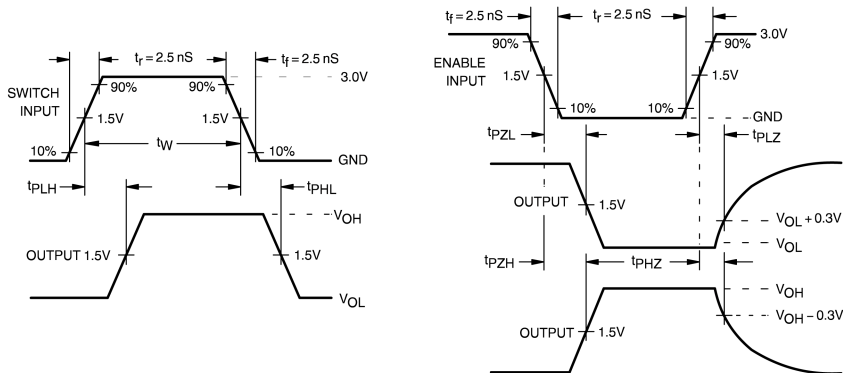 tr = 2.5 nS
tf = 2.5 nS
90%
90%
3.0V
SWITCH INPUT
1.5V
1.5V
tW
10%
10%
GND
tPLH
tPHL
VOH
OUTPUT 1.5V
1.5V
VOL
tf = 2.5 nS
tr = 2.5 nS
90%
90%
3.0V
ENABLE INPUT
1.5V
1.5V
10%
10%
GND
tPZL
tPLZ
OUTPUT
1.5V
VOL + 0.3V
VOL
tPZH
tPHZ
VOH
VOH – 0.3V
OUTPUT
1.5V